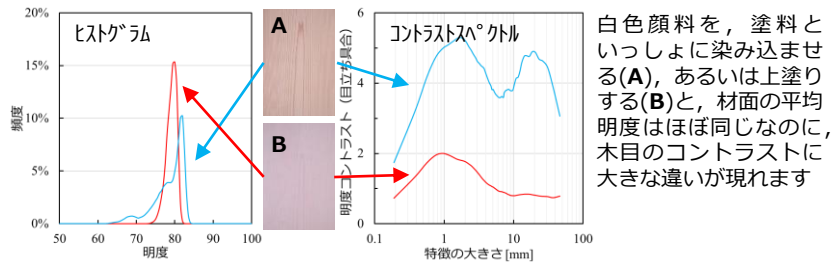 ヒストグラム
20%
15%
10%
5%
0%
頻度
50
60
70
80
90
100
明度
A
B
コントラストスペクトル
6
4
2
0
明度コントラスト（目立ち具合）
0.1
1
10
100
特徴の大きさ[mm]
白色顔料を，塗料と
いっしょに染み込ませ
る(A)，あるいは上塗り
する(B)と，材面の平均
明度はほぼ同じなのに，
木目のコントラストに
大きな違いが現れます